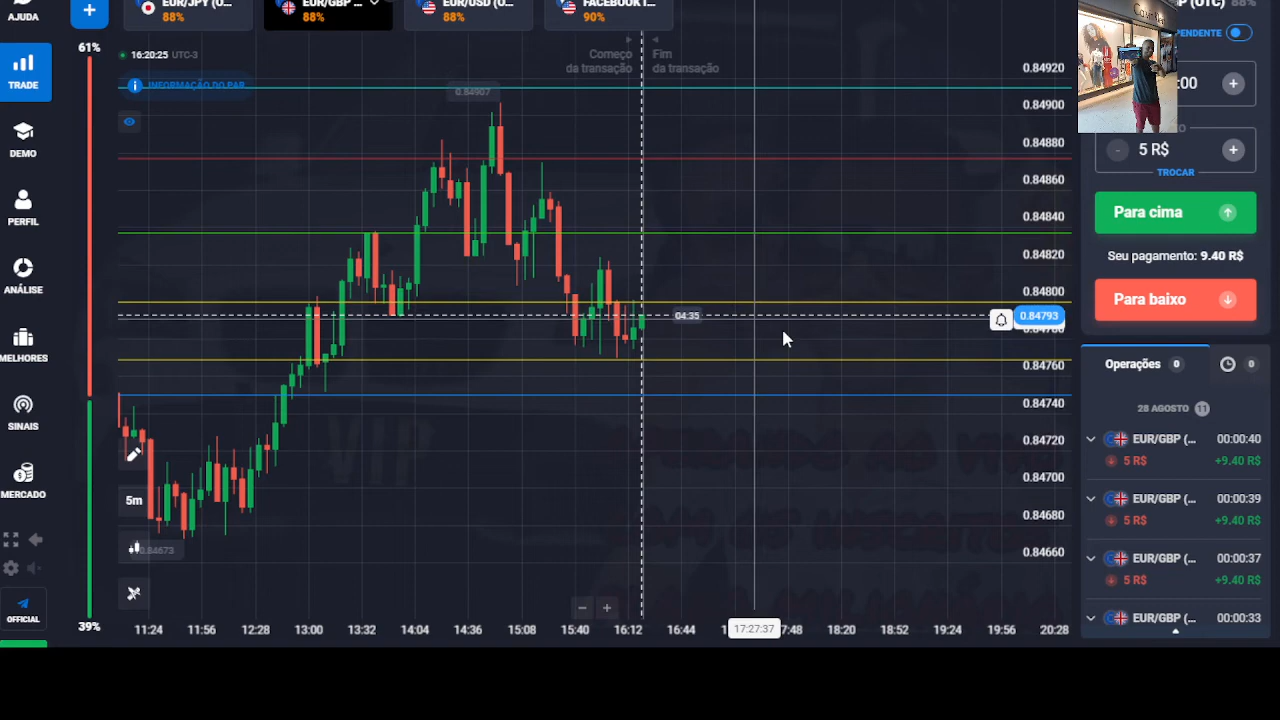 AJUDA
EUR/JPY (O...
88%
EUR/GBP ...
88%
EUR/USD (O...
88%
FACEBOOK I...
90%
P (OTC) 88%
PENDENTE
61%
16:20:25 UTC-3
Começo
da transação
Fim
da transação
INFORMAÇÃO DO PAR
0.84907
0.84920
0.84900
0.84880
0.84860
0.84840
0.84820
0.84800
0.84793
0.84760
0.84740
0.84720
0.84700
0.84680
0.84660
04:35
TRADE
DEMO
PERFIL
ANÁLISE
MELHORES
SINAIS
MERCADO
OFFICIAL
5m
0.84673
39%
:00
5 R$
TROCAR
Para cima
Seu pagamento: 9.40 R$
Para baixo
Operações 0
0
28 AGOSTO 11
EUR/GBP (... 00:00:40
5 R$ +9.40 R$
EUR/GBP (... 00:00:39
5 R$ +9.40 R$
EUR/GBP (... 00:00:37
5 R$ +9.40 R$
EUR/GBP (... 00:00:33
11:24 11:56 12:28 13:00 13:32 14:04 14:36 15:08 15:40 16:12 16:44 17:27:37 :48 18:20 18:52 19:24 19:56 20:28
VIP